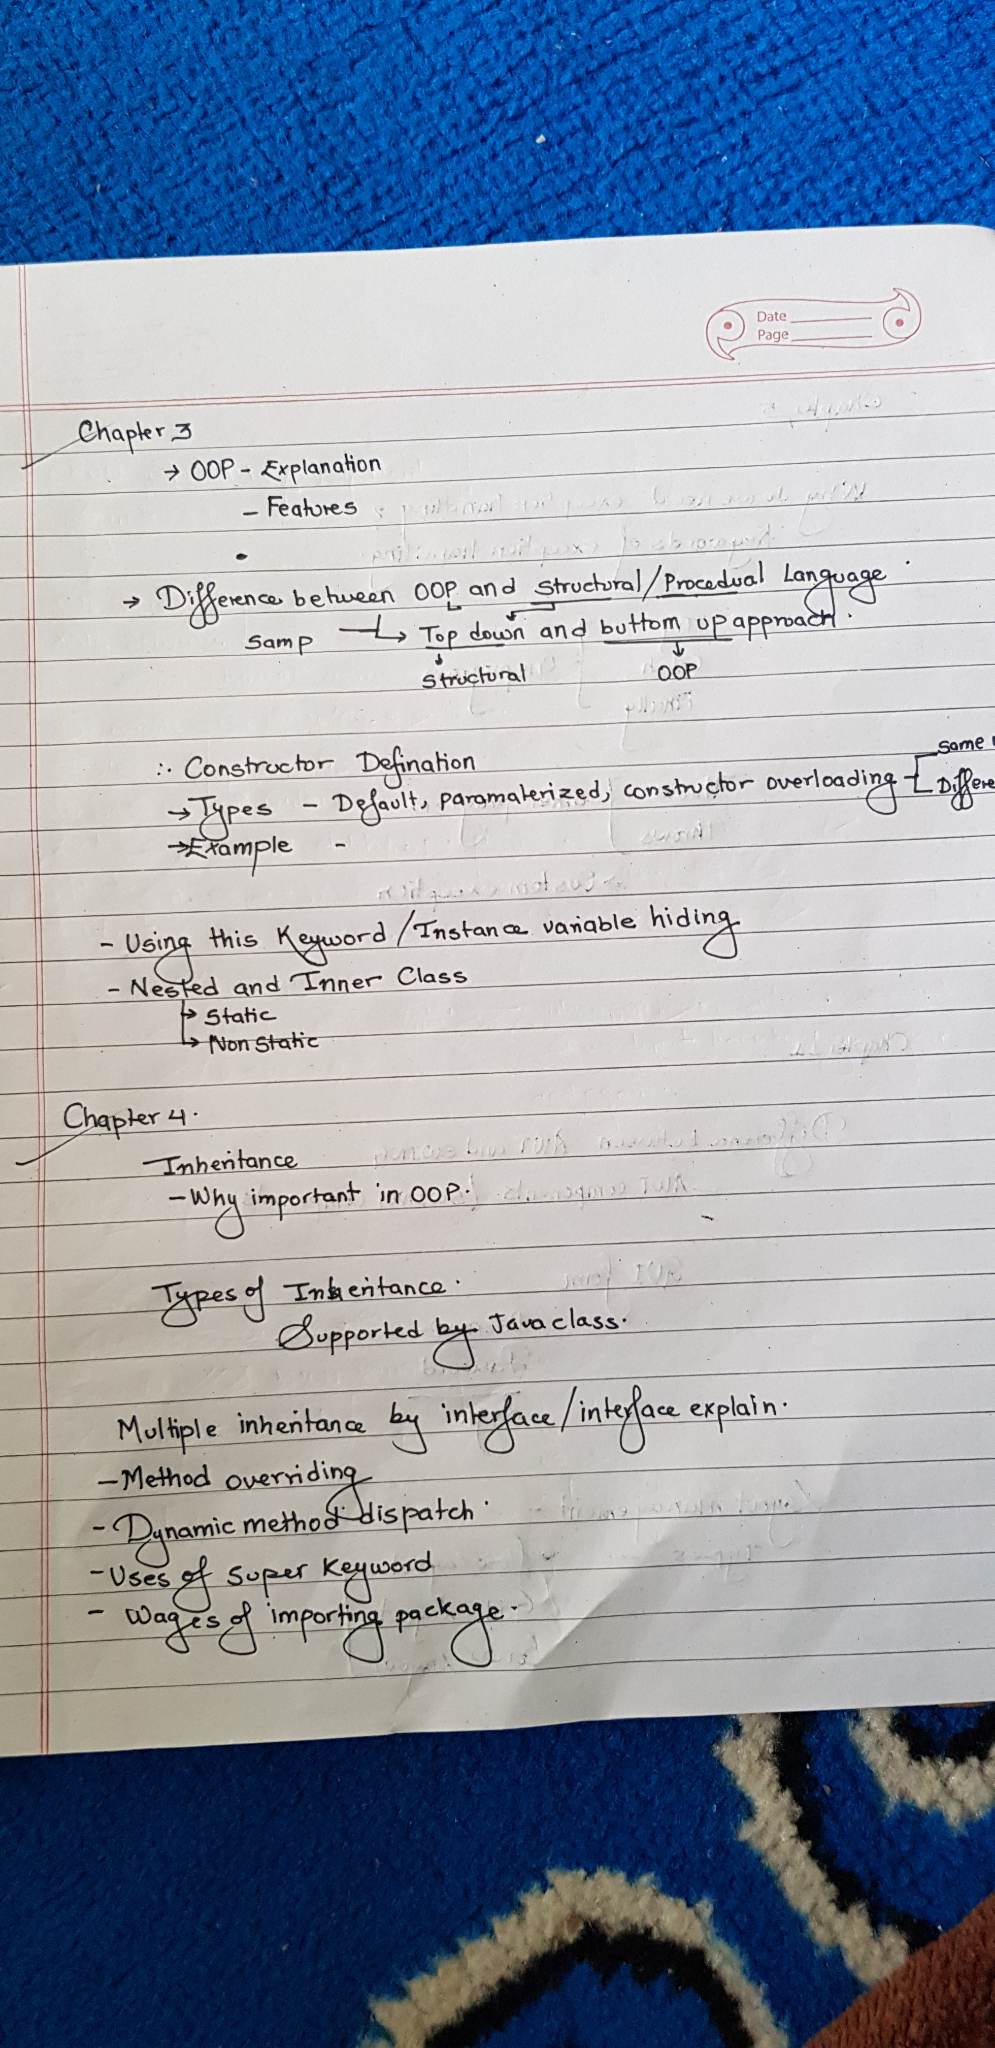 Date
Page
Chapter 3
→ OOP - Explanation
- Features
→ Difference between OOP and Structural/Procedual Language
Samp → Top down and buttom up approach.
Structural OOP
∴ Constructor Defination
same
→ Types - Default, paramaterized, constructor overloading Differe
→ Example -
- Using this Keyword/Instance variable hiding
- Nested and Inner Class
→ Static
→ Non Static
Chapter 4.
Inheritance
- Why important in OOP.
Types of Inheritance.
Supported by Java class.
Multiple inheritance by interface/interface explain.
- Method overriding
- Dynamic method dispatch.
- Uses of Super Keyword
- Wages of importing package.